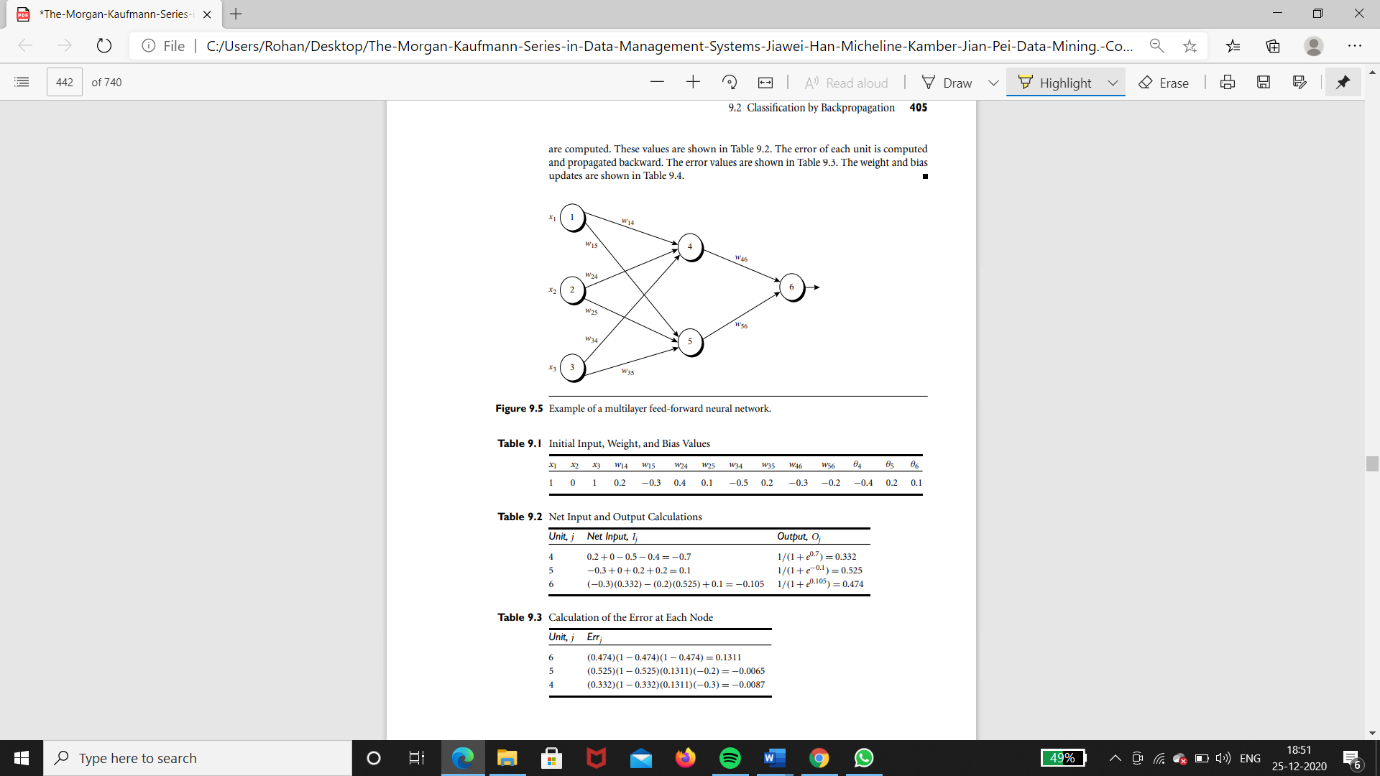 *The-Morgan-Kaufmann-Series-
File | C:/Users/Rohan/Desktop/The-Morgan-Kaufmann-Series-in-Data-Management-Systems-Jiawei-Han-Micheline-Kamber-Jian-Pei-Data-Mining.-Co...
442 of 740 Read aloud Draw Highlight Erase
9.2 Classification by Backpropagation 405
are computed. These values are shown in Table 9.2. The error of each unit is computed
and propagated backward. The error values are shown in Table 9.3. The weight and bias
updates are shown in Table 9.4.
x1 1 w14
w15 4
w46
w24
x2 2 6
w25
w56
w34 5
x3 3
w35
Figure 9.5 Example of a multilayer feed-forward neural network.
Table 9.1 Initial Input, Weight, and Bias Values
x1 x2 x3 w14 w15 w24 w25 w34 w35 w46 w56 θ4 θ5 θ6
1 0 1 0.2 −0.3 0.4 0.1 −0.5 0.2 −0.3 −0.2 −0.4 0.2 0.1
Table 9.2 Net Input and Output Calculations
Unit, j Net Input, Ij Output, Oj
4 0.2 + 0 − 0.5 − 0.4 = −0.7 1/(1 + e^0.7) = 0.332
5 −0.3 + 0 + 0.2 + 0.2 = 0.1 1/(1 + e^−0.1) = 0.525
6 (−0.3)(0.332) − (0.2)(0.525) + 0.1 = −0.105 1/(1 + e^0.105) = 0.474
Table 9.3 Calculation of the Error at Each Node
Unit, j Errj
6 (0.474)(1 − 0.474)(1 − 0.474) = 0.1311
5 (0.525)(1 − 0.525)(0.1311)(−0.2) = −0.0065
4 (0.332)(1 − 0.332)(0.1311)(−0.3) = −0.0087
Type here to search
49%
ENG
18:51
25-12-2020
6